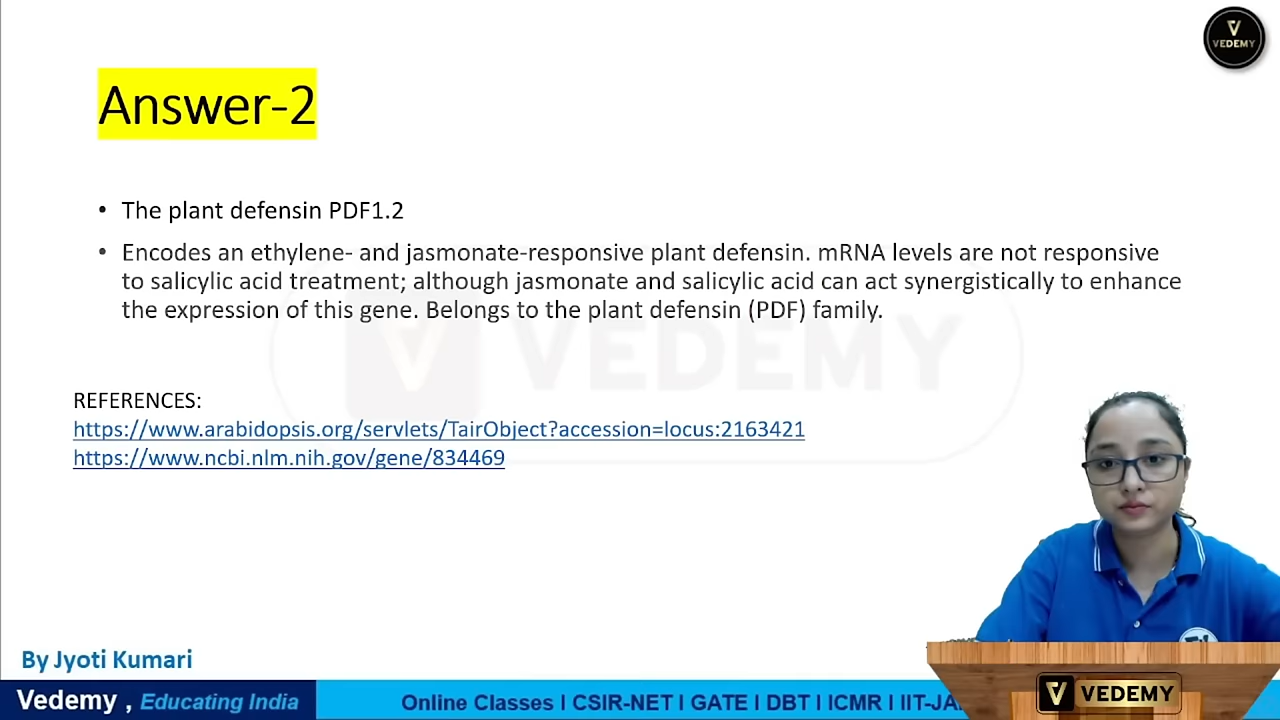 VEDEMY
Answer-2
• The plant defensin PDF1.2
• Encodes an ethylene- and jasmonate-responsive plant defensin. mRNA levels are not responsive
to salicylic acid treatment; although jasmonate and salicylic acid can act synergistically to enhance
the expression of this gene. Belongs to the plant defensin (PDF) family.
VEDEMY
REFERENCES:
https://www.arabidopsis.org/servlets/TairObject?accession=locus:2163421
https://www.ncbi.nlm.nih.gov/gene/834469
By Jyoti Kumari
Vedemy , Educating India
Online Classes I CSIR-NET I GATE I DBT I ICMR I IIT-JA
VEDEMY